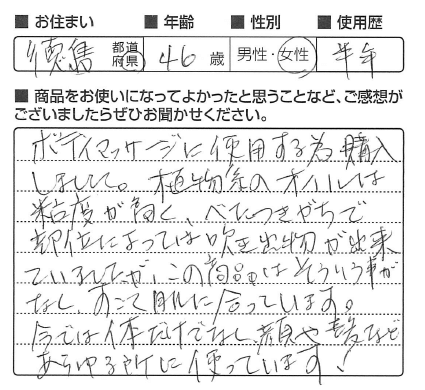 ■ お住まい ■ 年齢 ■ 性別 ■ 使用歴
徳島 都道府県 46 歳 男性・女性 半年
■ 商品をお使いになってよかったと思うことなど、ご感想が
ございましたらぜひお聞かせください。
ボディマッサージに使用する為購入
しました。植物系のオイルは
粘度が高く、べたつきがちで
部位によっては吹き出物が出来
ていましたが、この商品はそういう事が
なし、すごく肌に合っています。
今では体だけでなく、顔や髪など
あらゆる所に使っています!